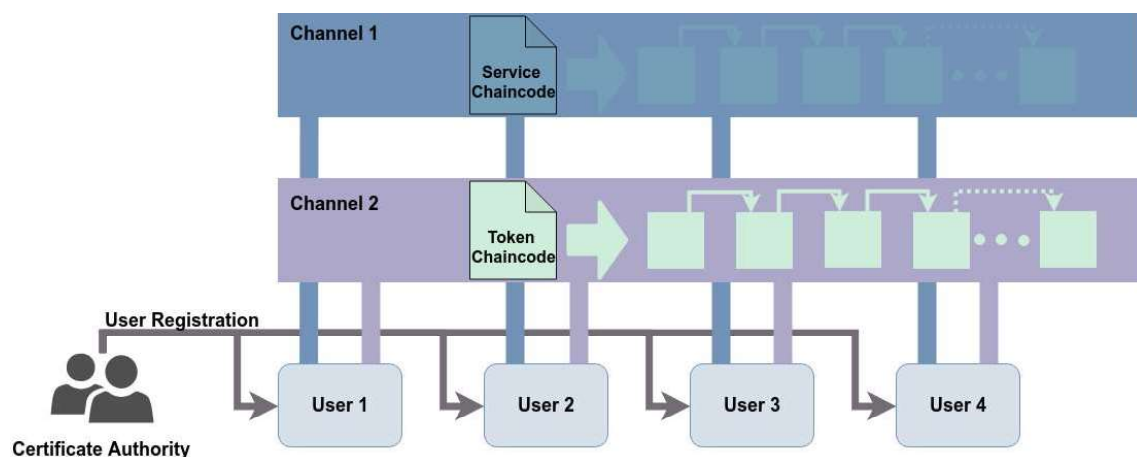 Channel 1
Service
Chaincode
Channel 2
Token
Chaincode
User Registration
User 1
User 2
User 3
User 4
Certificate Authority